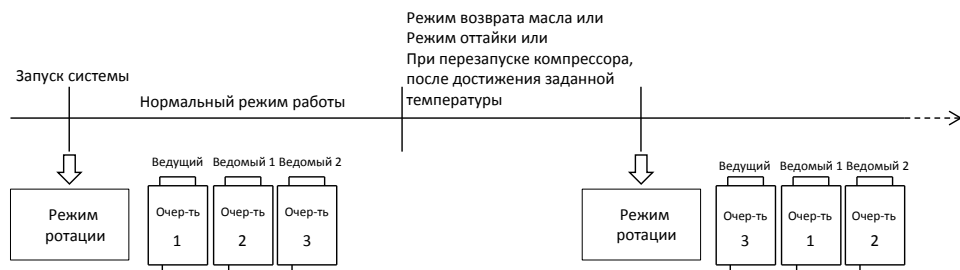 Режим возврата масла или
Режим оттайки или
При перезапуске компрессора,
после достижения заданной
температуры
Запуск системы
Нормальный режим работы
Ведущий Ведомый 1 Ведомый 2
Режим
ротации
Очер-ть Очер-ть Очер-ть
1 2 3
Ведущий Ведомый 1 Ведомый 2
Режим
ротации
Очер-ть Очер-ть Очер-ть
3 1 2